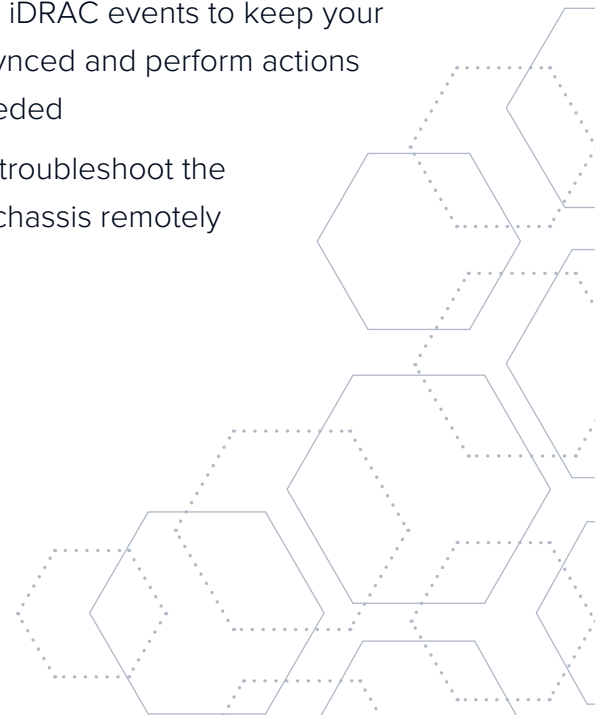 iDRAC events to keep your
ynced and perform actions
eded
troubleshoot the
chassis remotely